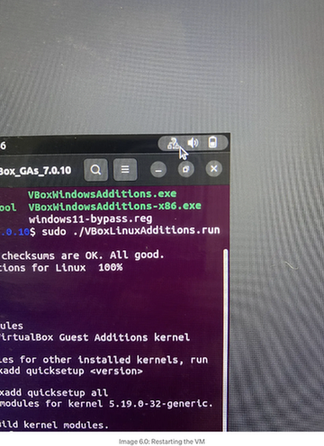 6
Box_GAs_7.0.10
VBoxWindowsAdditions.exe
ool VBoxWindowsAdditions-x86.exe
windows11-bypass.reg
.0.10$ sudo ./VBoxLinuxAdditions.run
checksums are OK. All good.
tions for Linux 100%
ules
irtualBox Guest Additions kernel
les for other installed kernels, run
xadd quicksetup <version>
xadd quicksetup all
modules for kernel 5.19.0-32-generic.
uild kernel modules.
Image 6.0: Restarting the VM